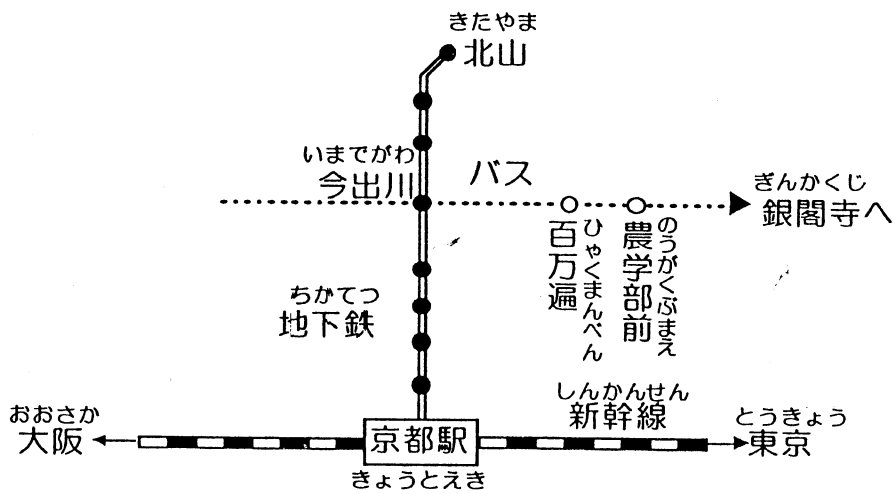 きたやま
北山
いまでがわ
今出川
バス
ぎんかくじ
銀閣寺へ
百万遍
ひゃくまんべん
農学部前
のうがくぶまえ
ちかてつ
地下鉄
しんかんせん
新幹線
おおさか
大阪
京都駅
きょうとえき
とうきょう
東京